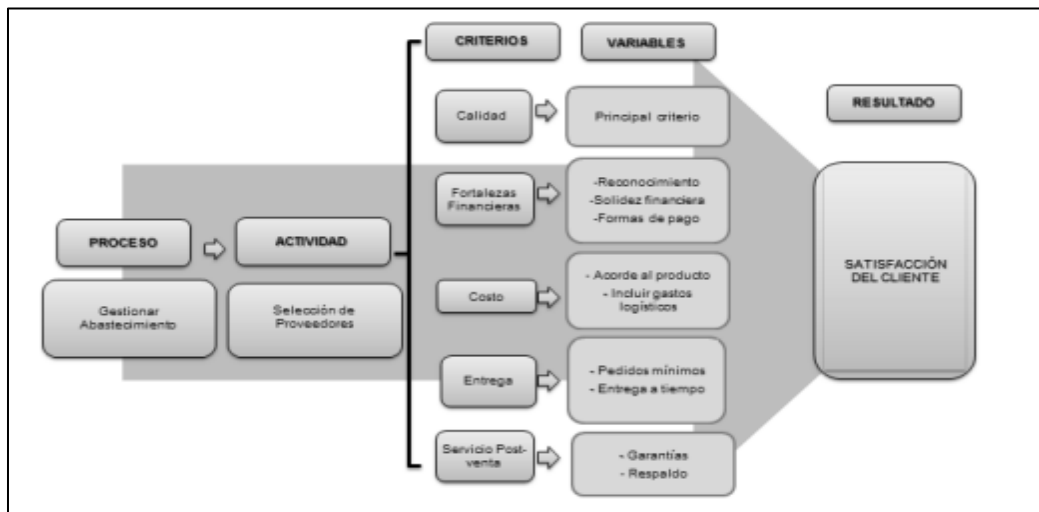 CRITERIOS
VARIABLES
RESULTADO
PROCESO
ACTIVIDAD
Gestionar
Abastecimiento
Selección de
Proveedores
Calidad
Principal criterio
Fortalezas
Financieras
-Reconocimiento
-Solidez financiera
-Formas de pago
Costo
- Acorde al producto
- Incluir gastos
logísticos
Entrega
- Pedidos mínimos
- Entrega a tiempo
Servicio Post-
venta
- Garantías
- Respaldo
SATISFACCIÓN
DEL CLIENTE